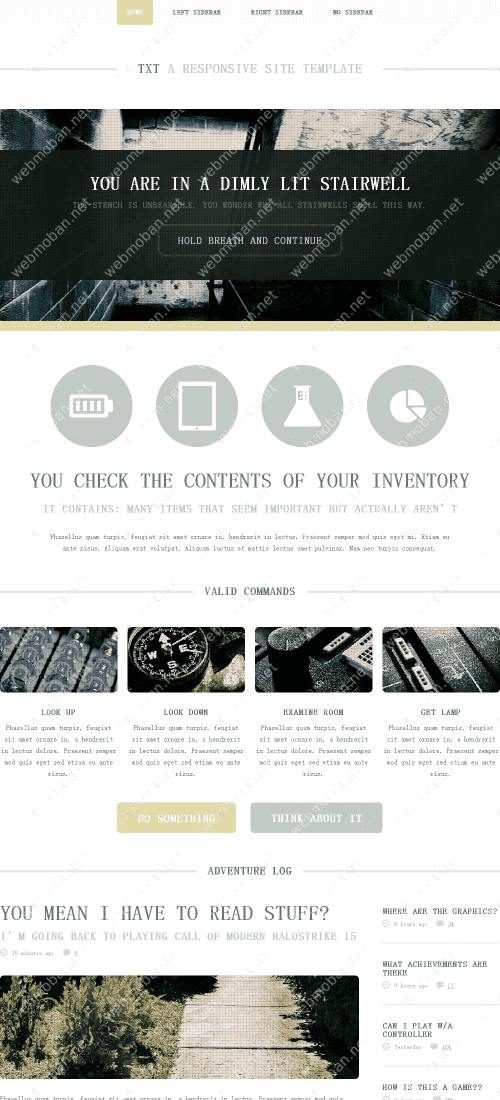 HOME LEFT SIDEBAR RIGHT SIDEBAR NO SIDEBAR
TXT A RESPONSIVE SITE TEMPLATE
YOU ARE IN A DIMLY LIT STAIRWELL
THE STENCH IS UNBEARABLE. YOU WONDER WHY ALL STAIRWELLS SMELL THIS WAY.
HOLD BREATH AND CONTINUE
YOU CHECK THE CONTENTS OF YOUR INVENTORY
IT CONTAINS: MANY ITEMS THAT SEEM IMPORTANT BUT ACTUALLY AREN'T
Phasellus quam turpis, feugiat sit amet ornare in, hendrerit in lectus. Praesent semper mod quis eget mi. Etiam eu
ante risus. Aliquam erat volutpat. Aliquam luctus et mattis lectus amet pulvinar. Nam nec turpis consequat.
VALID COMMANDS
LOOK UP
Phasellus quam turpis, feugiat
sit amet ornare in, a hendrerit
in lectus dolore. Praesent semper
mod quis eget sed etiam eu ante
risus.
LOOK DOWN
Phasellus quam turpis, feugiat
sit amet ornare in, a hendrerit
in lectus dolore. Praesent semper
mod quis eget sed etiam eu ante
risus.
EXAMINE ROOM
Phasellus quam turpis, feugiat
sit amet ornare in, a hendrerit
in lectus dolore. Praesent semper
mod quis eget sed etiam eu ante
risus.
GET LAMP
Phasellus quam turpis, feugiat
sit amet ornare in, a hendrerit
in lectus dolore. Praesent semper
mod quis eget sed etiam eu ante
risus.
DO SOMETHING THINK ABOUT IT
ADVENTURE LOG
YOU MEAN I HAVE TO READ STUFF?
I'M GOING BACK TO PLAYING CALL OF MODERN HALOSTRIKE 15
15 minutes ago
Phasellus quam turpis, feugiat sit amet ornare in, a hendrerit in lectus. Praesent semper mod quis
WHERE ARE THE GRAPHICS?
6 hours ago 34
WHAT ACHIEVEMENTS ARE
THERE
9 hours ago 27
CAN I PLAY W/A
CONTROLLER
Yesterday 184
HOW IS THIS A GAME??
webmoban.net